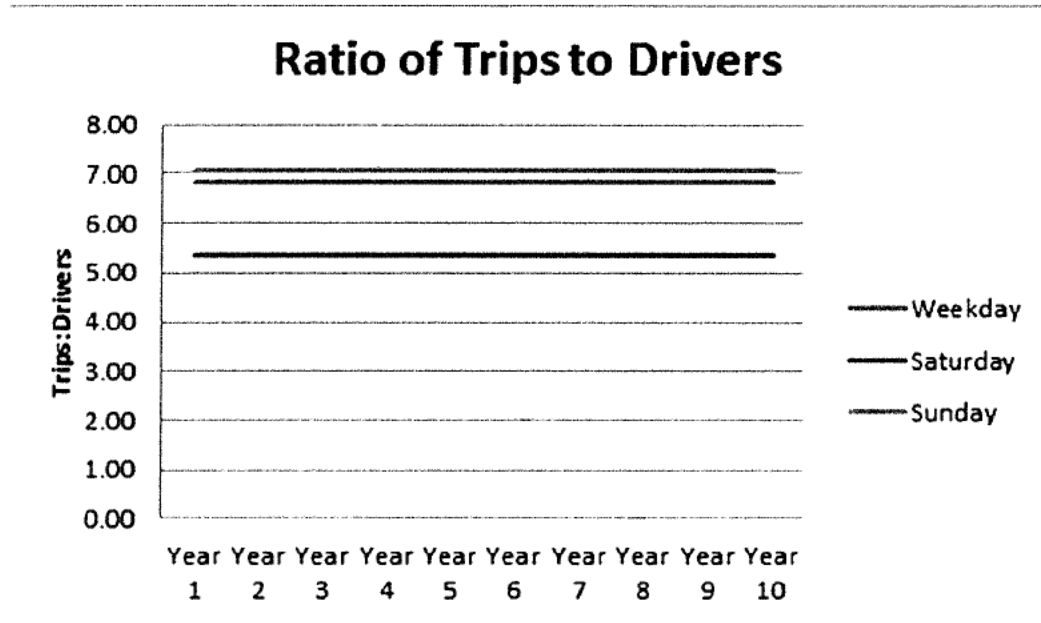 Ratio of Trips to Drivers
8.00
7.00
6.00
5.00
4.00
3.00
2.00
1.00
0.00
Trips:Drivers
Year Year Year Year Year Year Year Year Year Year
1 2 3 4 5 6 7 8 9 10
Weekday
Saturday
Sunday